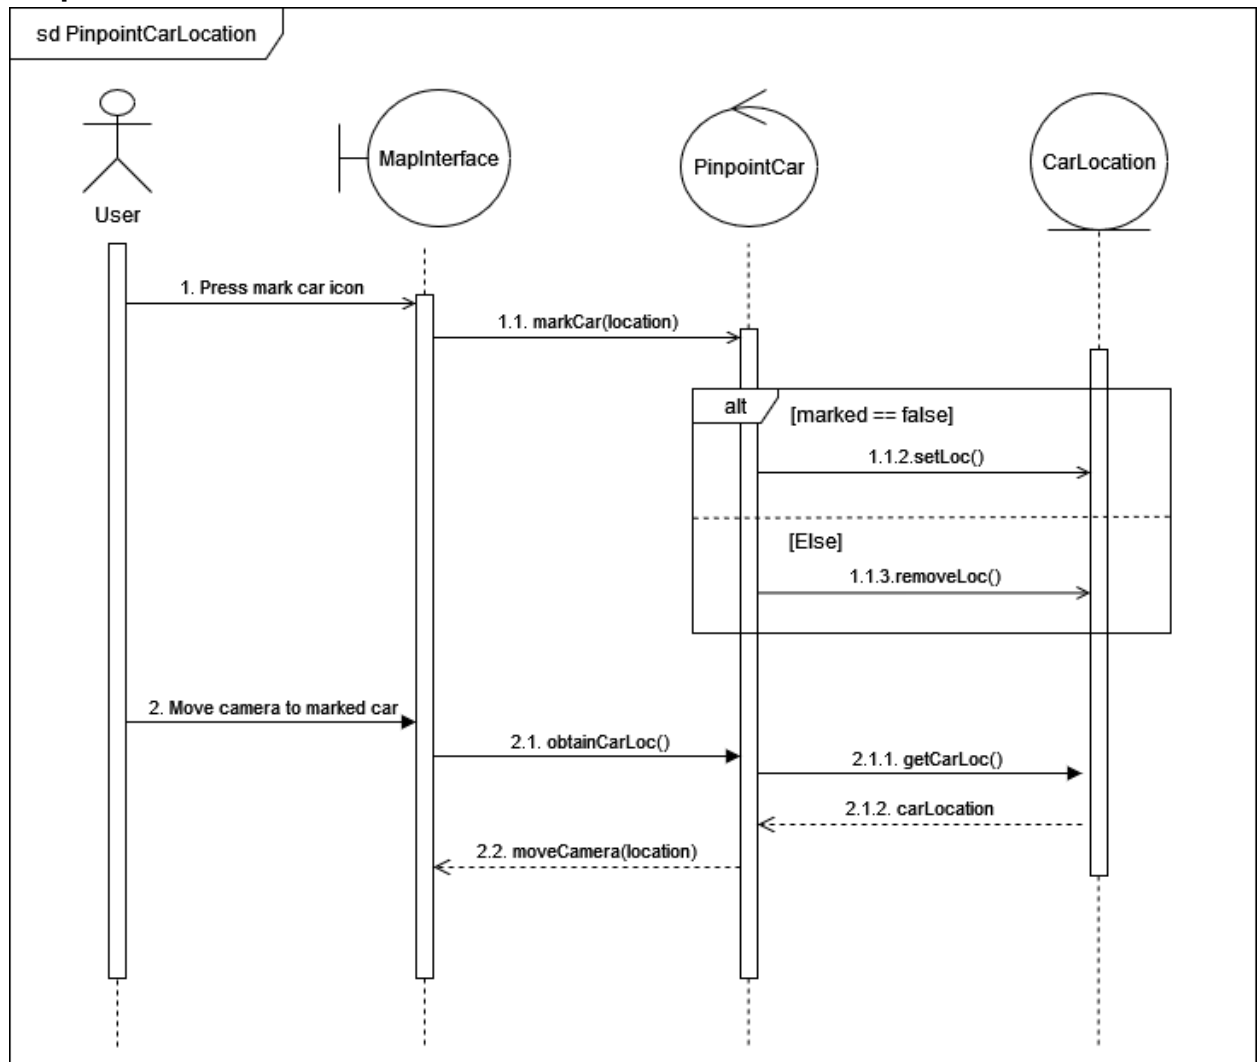 sd PinpointCarLocation
MapInterface
PinpointCar
CarLocation
User
1. Press mark car icon
1.1. markCar(location)
alt
[marked == false]
1.1.2.setLoc()
[Else]
1.1.3.removeLoc()
2. Move camera to marked car
2.1. obtainCarLoc()
2.1.1. getCarLoc()
2.1.2. carLocation
2.2. moveCamera(location)